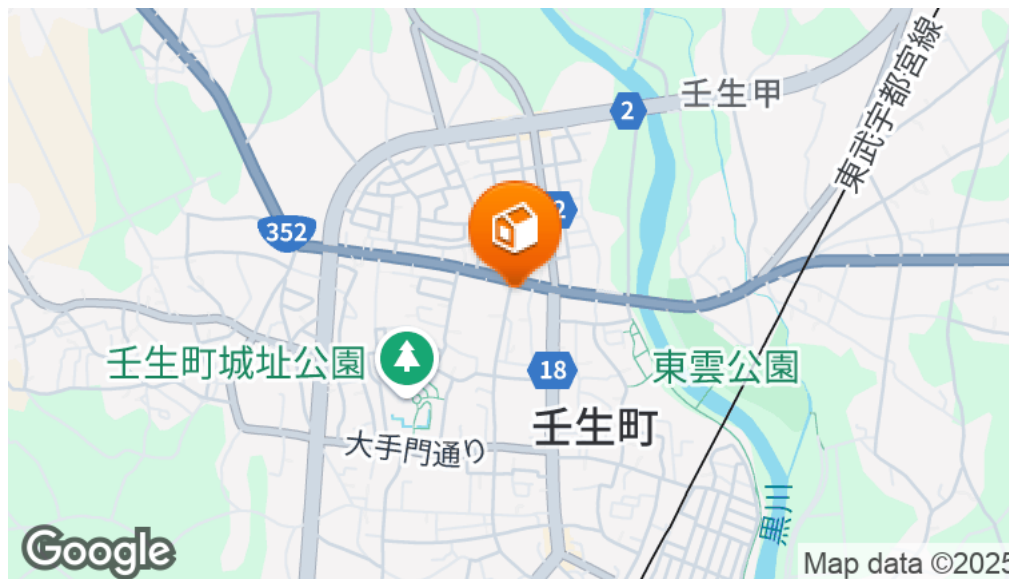 壬生甲
2
東武宇都宮線
2
352
壬生町城址公園
18
東雲公園
壬生町
大手門通り
黒川
Google
Map data ©2025